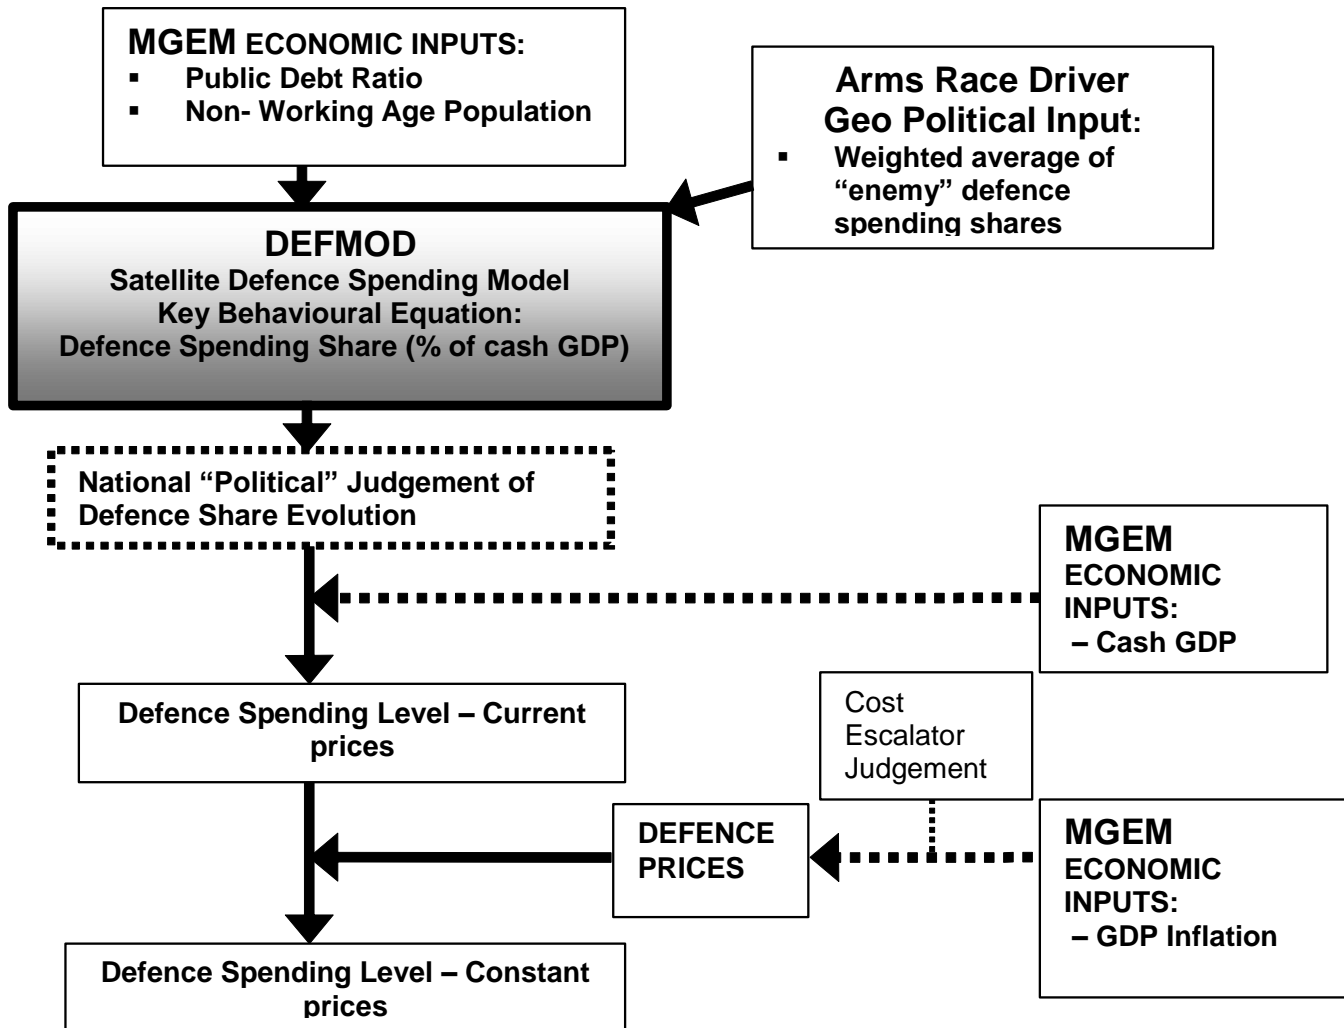 MGEM ECONOMIC INPUTS:
▪ Public Debt Ratio
▪ Non- Working Age Population
Arms Race Driver
Geo Political Input:
▪ Weighted average of
“enemy” defence
spending shares
DEFMOD
Satellite Defence Spending Model
Key Behavioural Equation:
Defence Spending Share (% of cash GDP)
National “Political” Judgement of
Defence Share Evolution
MGEM
ECONOMIC
INPUTS:
– Cash GDP
Defence Spending Level – Current
prices
Cost
Escalator
Judgement
DEFENCE
PRICES
MGEM
ECONOMIC
INPUTS:
– GDP Inflation
Defence Spending Level – Constant
prices